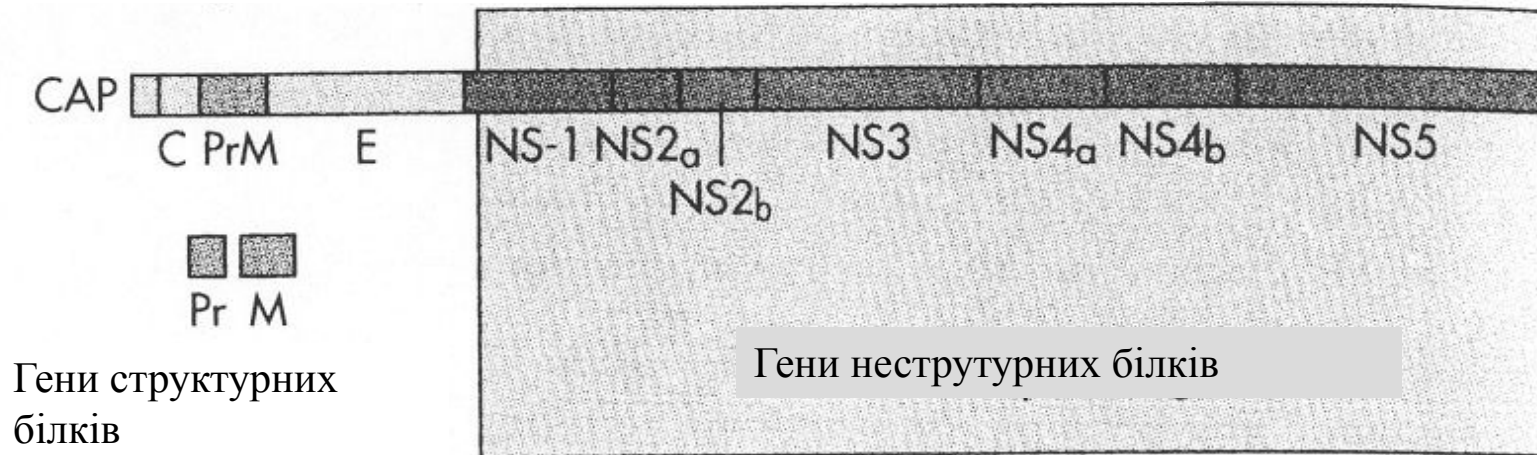 CAP
C PrM E NS-1 NS2a NS3 NS4a NS4b NS5
NS2b
Pr M
Гени структурних
білків
Гени неструтурних білків